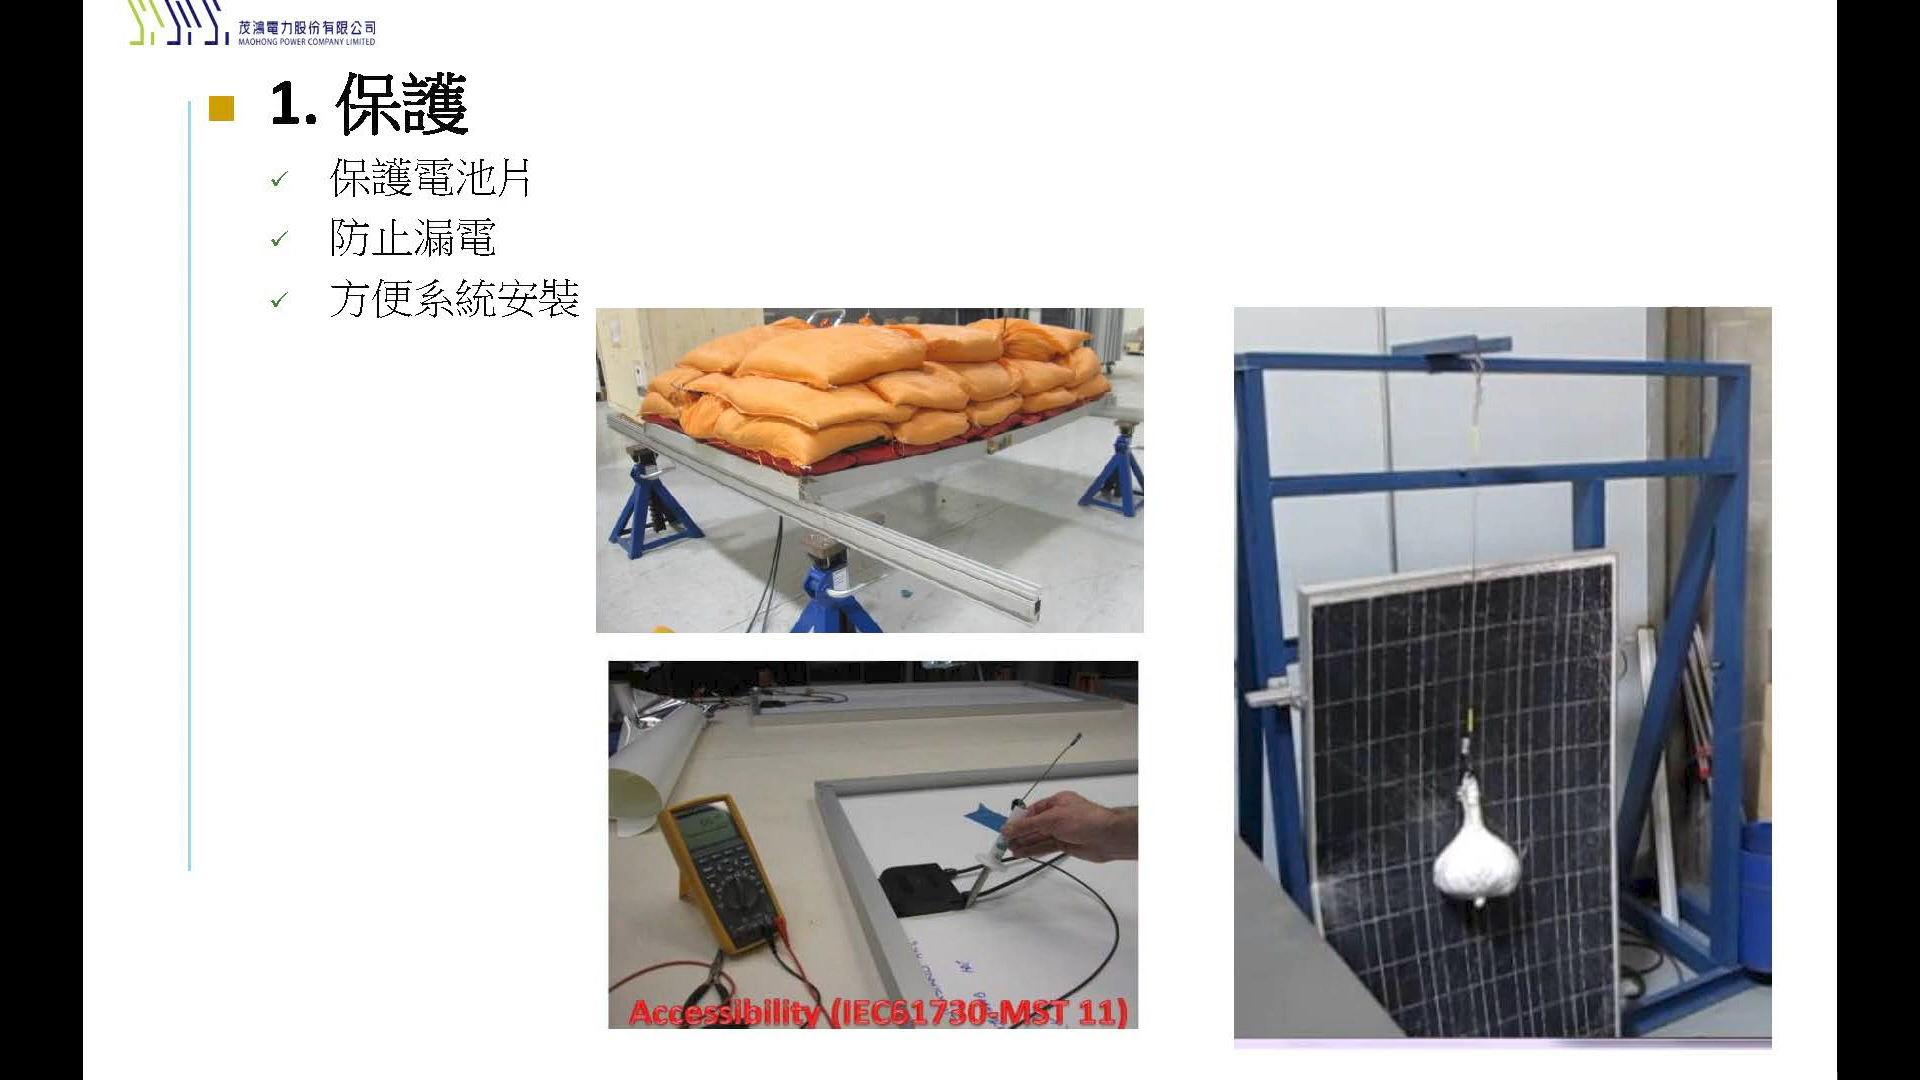 茂鴻電力股份有限公司
MAOHONG POWER COMPANY LIMITED
1. 保護
保護電池片
防止漏電
方便系統安裝
Accessibility (IEC61730-MST 11)